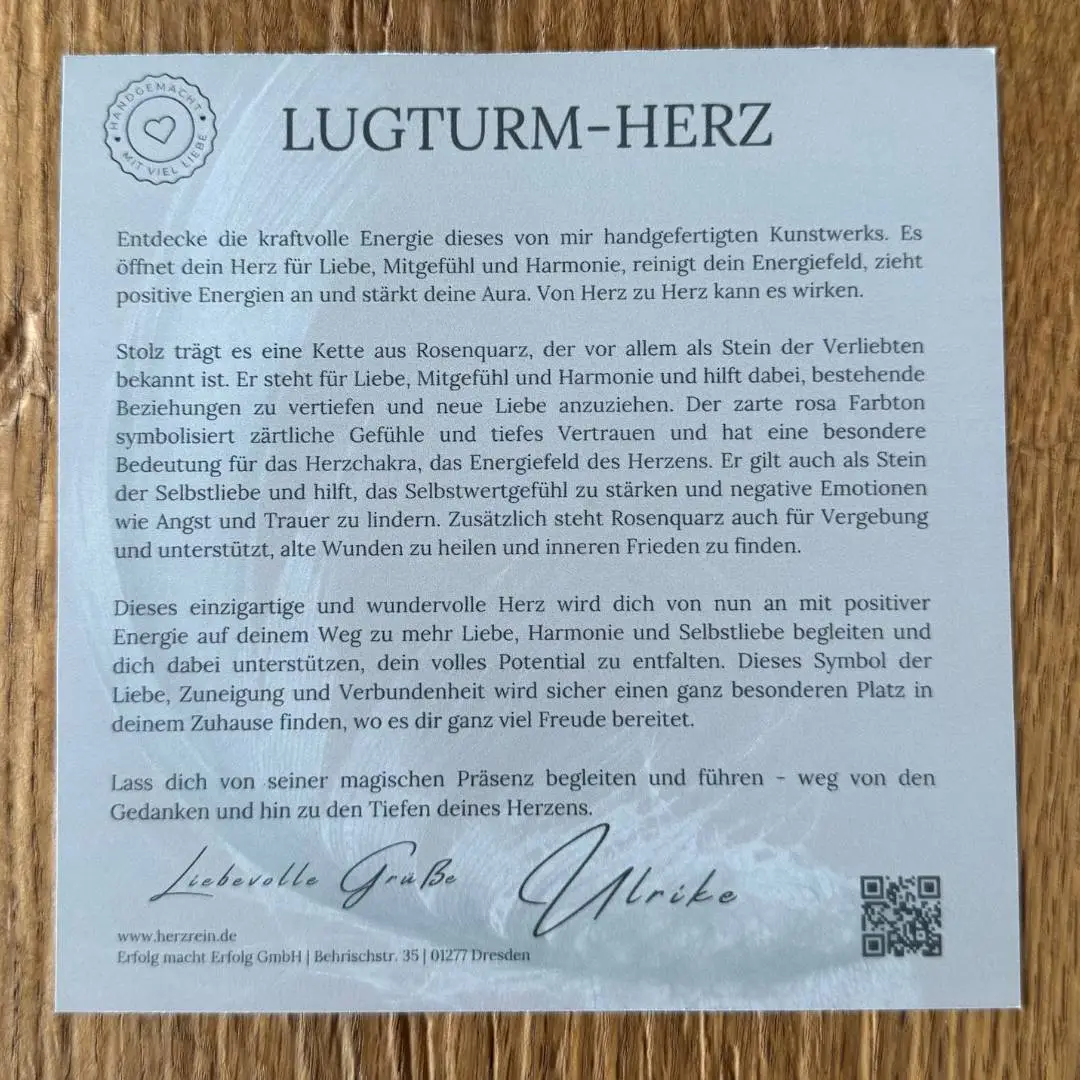 HANDGEMACHT
MIT VIEL LIEBE
LUGTURM-HERZ
Entdecke die kraftvolle Energie dieses von mir handgefertigten Kunstwerks. Es
öffnet dein Herz für Liebe, Mitgefühl und Harmonie, reinigt dein Energiefeld, zieht
positive Energien an und stärkt deine Aura. Von Herz zu Herz kann es wirken.
Stolz trägt es eine Kette aus Rosenquarz, der vor allem als Stein der Verliebten
bekannt ist. Er steht für Liebe, Mitgefühl und Harmonie und hilft dabei, bestehende
Beziehungen zu vertiefen und neue Liebe anzuziehen. Der zarte rosa Farbton
symbolisiert zärtliche Gefühle und tiefes Vertrauen und hat eine besondere
Bedeutung für das Herzchakra, das Energiefeld des Herzens. Er gilt auch als Stein
der Selbstliebe und hilft, das Selbstwertgefühl zu stärken und negative Emotionen
wie Angst und Trauer zu lindern. Zusätzlich steht Rosenquarz auch für Vergebung
und unterstützt, alte Wunden zu heilen und inneren Frieden zu finden.
Dieses einzigartige und wundervolle Herz wird dich von nun an mit positiver
Energie auf deinem Weg zu mehr Liebe, Harmonie und Selbstliebe begleiten und
dich dabei unterstützen, dein volles Potential zu entfalten. Dieses Symbol der
Liebe, Zuneigung und Verbundenheit wird sicher einen ganz besonderen Platz in
deinem Zuhause finden, wo es dir ganz viel Freude bereitet.
Lass dich von seiner magischen Präsenz begleiten und führen - weg von den
Gedanken und hin zu den Tiefen deines Herzens.
Liebevolle Grüße Ulrike
www.herzrein.de
Erfolg macht Erfolg GmbH | Behrischstr. 35 | 01277 Dresden